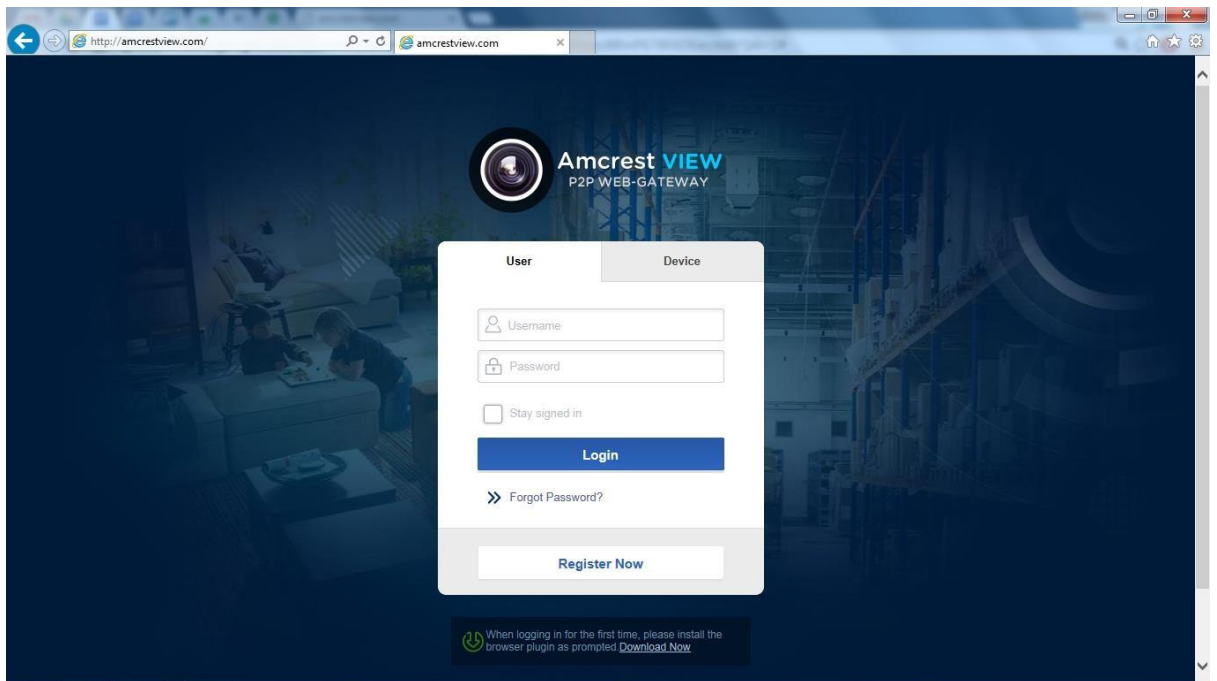 http://amcrestview.com/
amcrestview.com
Amcrest VIEW
P2P WEB-GATEWAY
User
Device
Username
Password
Stay signed in
Login
Forgot Password?
Register Now
When logging in for the first time, please install the
browser plugin as prompted.Download Now